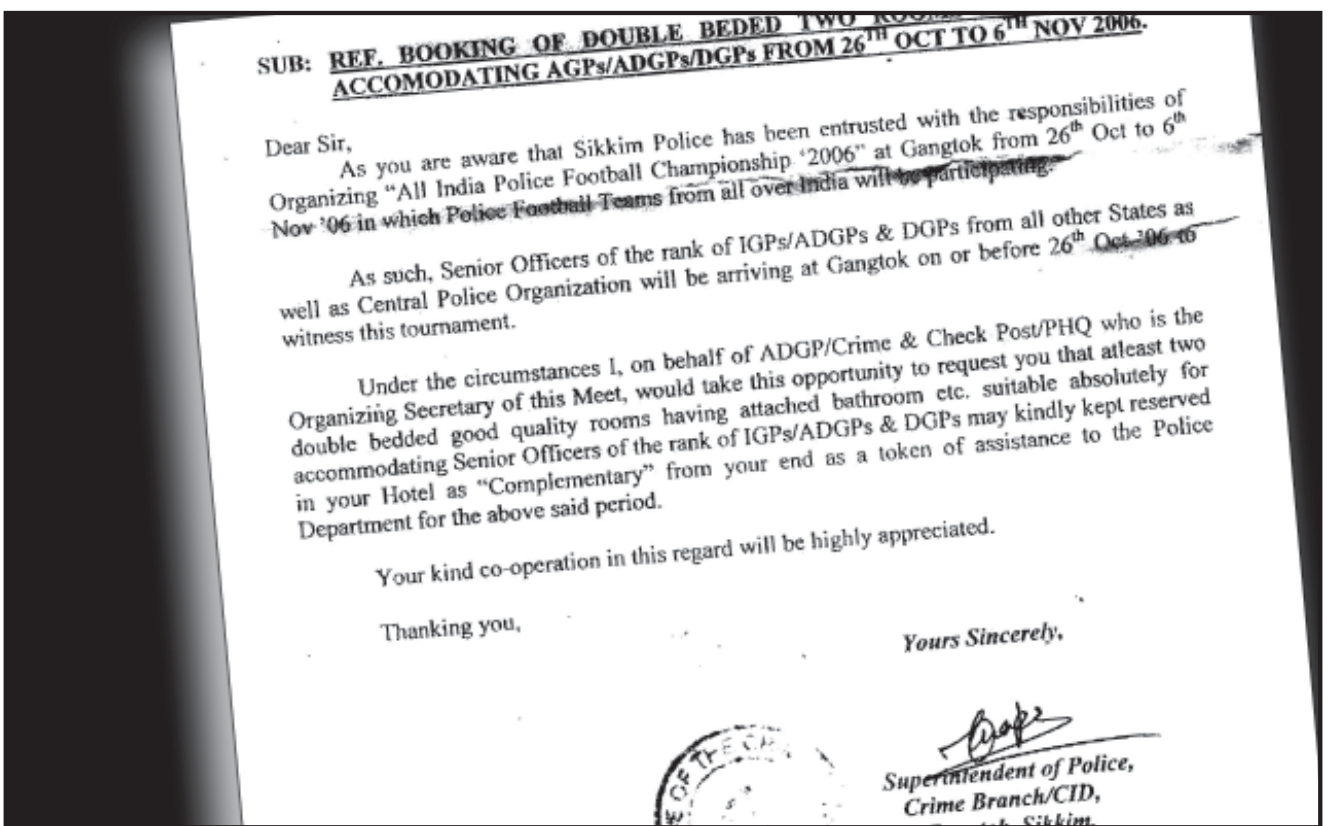 SUB: REF. BOOKING OF DOUBLE BEDED TWO ROOMS
ACCOMODATING AGPs/ADGPs/DGPs FROM 26TH OCT TO 6TH NOV 2006.
Dear Sir,
As you are aware that Sikkim Police has been entrusted with the responsibilities of
Organizing “All India Police Football Championship ‘2006” at Gangtok from 26th Oct to 6th
Nov ’06 in which Police Football Teams from all over India will be participating.
As such, Senior Officers of the rank of IGPs/ADGPs & DGPs from all other States as
well as Central Police Organization will be arriving at Gangtok on or before 26th Oct ’06 to
witness this tournament.
Under the circumstances I, on behalf of ADGP/Crime & Check Post/PHQ who is the
Organizing Secretary of this Meet, would take this opportunity to request you that atleast two
double bedded good quality rooms having attached bathroom etc. suitable absolutely for
accommodating Senior Officers of the rank of IGPs/ADGPs & DGPs may kindly kept reserved
in your Hotel as “Complementary” from your end as a token of assistance to the Police
Department for the above said period.
Your kind co-operation in this regard will be highly appreciated.
Thanking you,
Yours Sincerely,
Superintendent of Police,
Crime Branch/CID,
Sikkim.
OF THE